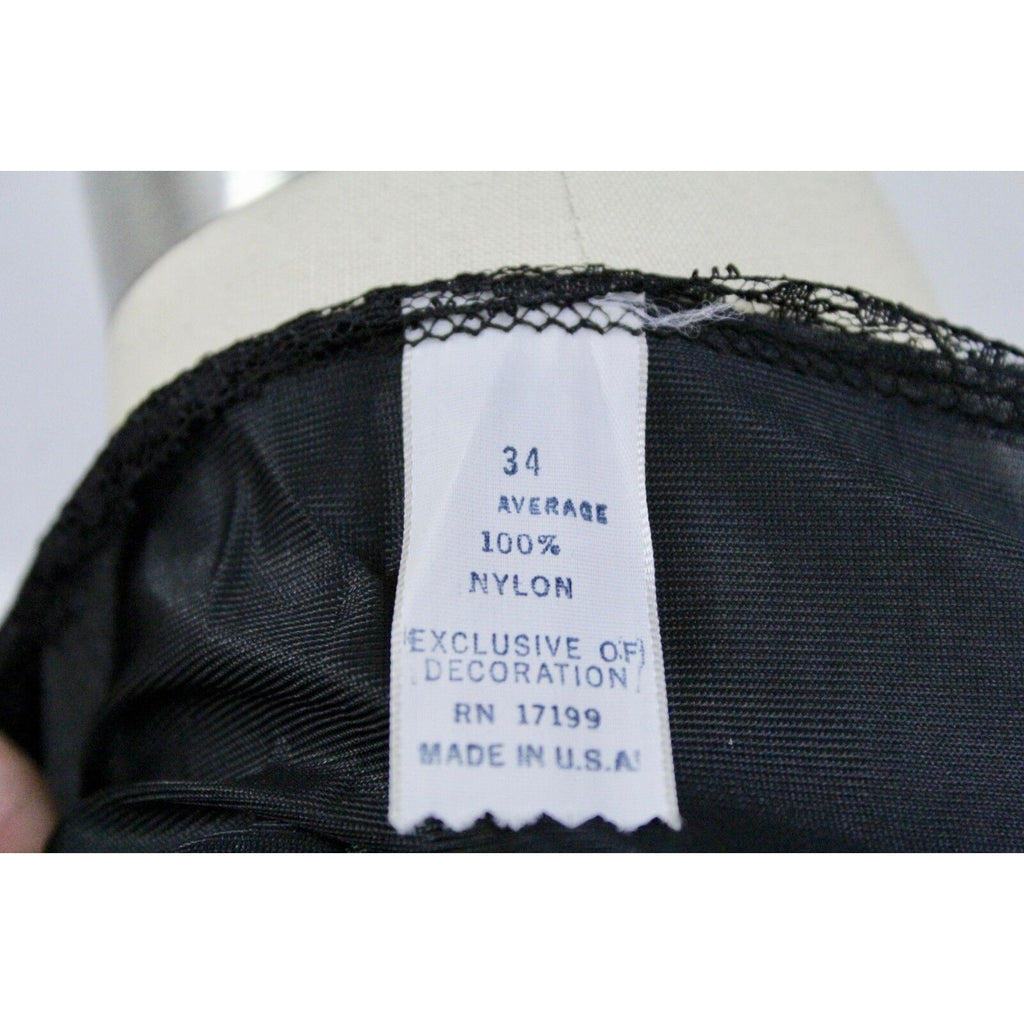 34
AVERAGE
100%
NYLON
(EXCLUSIVE OF)
(DECORATION)
RN 17199
MADE IN U.S.A.